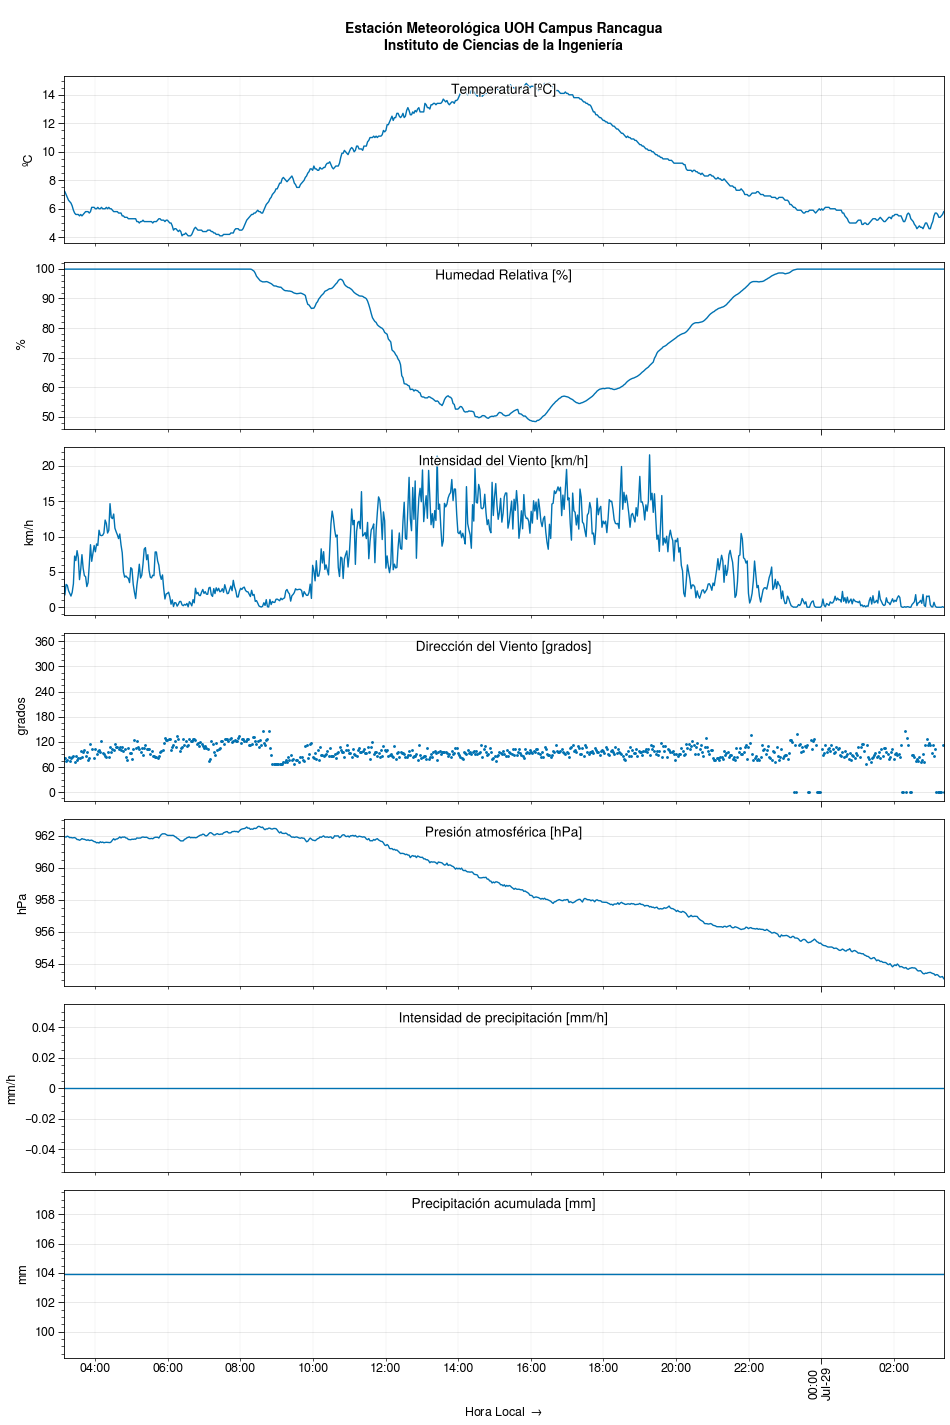 Estación Meteorológica UOH Campus Rancagua
Instituto de Ciencias de la Ingeniería
Temperatura [ºC]
ºC
14
12
10
8
6
4
Humedad Relativa [%]
%
100
90
80
70
60
50
Intensidad del Viento [km/h]
km/h
20
15
10
5
0
Dirección del Viento [grados]
grados
360
300
240
180
120
60
0
Presión atmosférica [hPa]
hPa
962
960
958
956
954
Intensidad de precipitación [mm/h]
mm/h
0.04
0.02
0
−0.02
−0.04
Precipitación acumulada [mm]
mm
108
106
104
102
100
04:00 06:00 08:00 10:00 12:00 14:00 16:00 18:00 20:00 22:00 00:00 02:00
Jul-29
Hora Local →